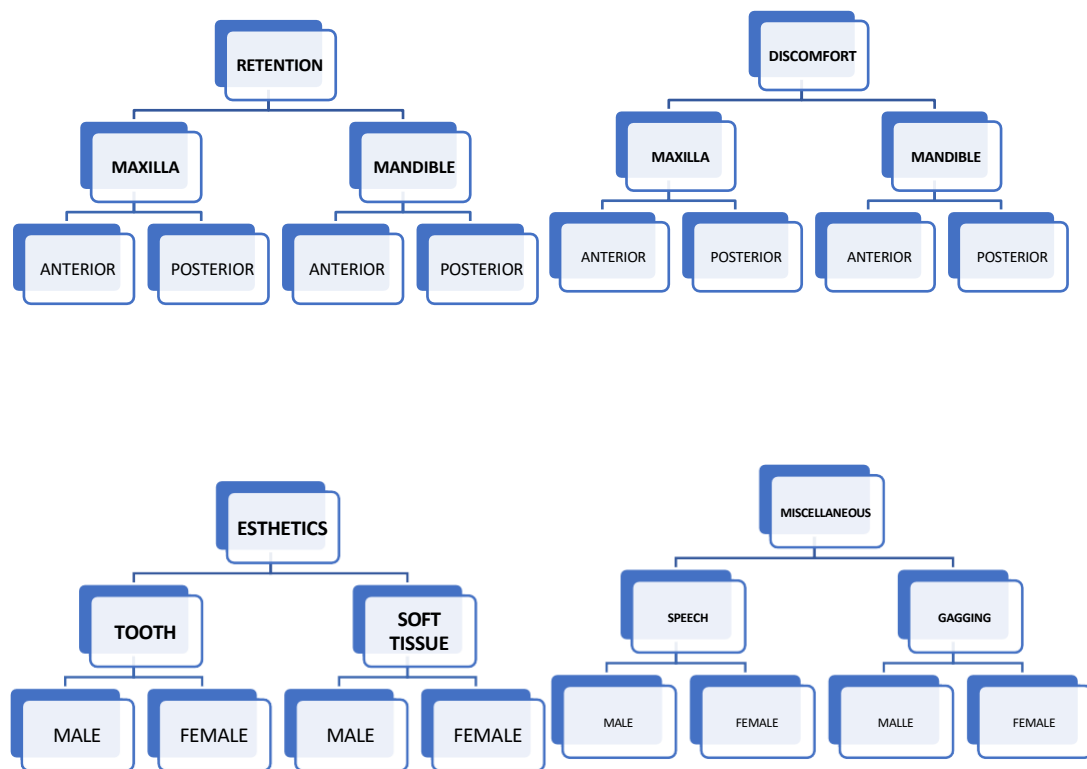 RETENTION
MAXILLA
MANDIBLE
ANTERIOR
POSTERIOR
ANTERIOR
POSTERIOR
DISCOMFORT
MAXILLA
MANDIBLE
ANTERIOR
POSTERIOR
ANTERIOR
POSTERIOR
ESTHETICS
TOOTH
SOFT
TISSUE
MALE
FEMALE
MALE
FEMALE
MISCELLANEOUS
SPEECH
GAGGING
MALE
FEMALE
MALLE
FEMALE